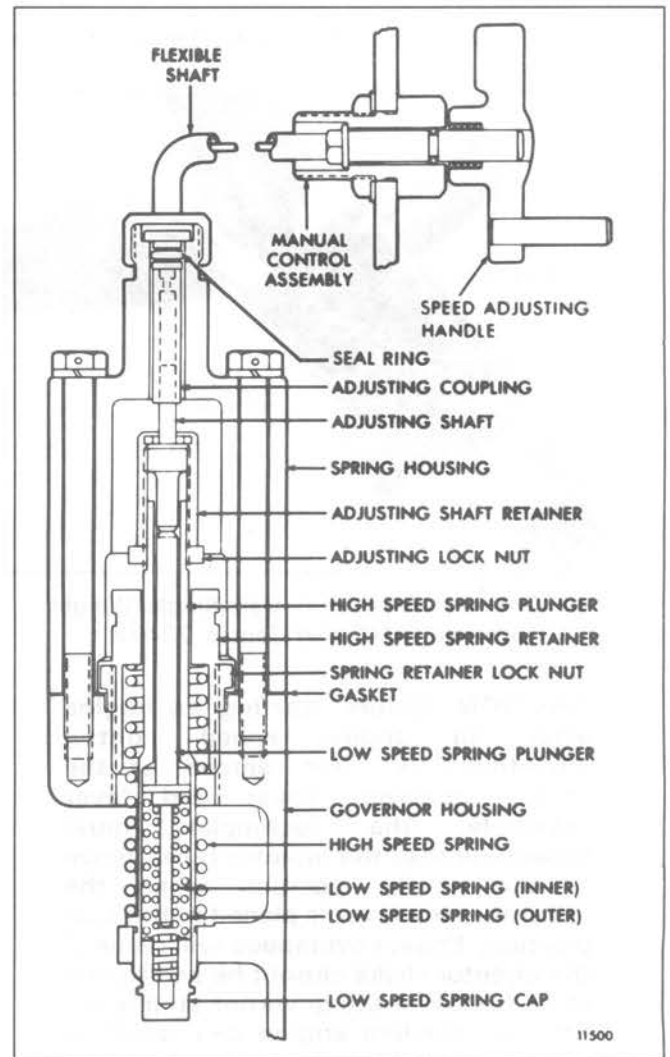 FLEXIBLE
SHAFT
MANUAL
CONTROL
ASSEMBLY
SPEED ADJUSTING
HANDLE
SEAL RING
ADJUSTING COUPLING
ADJUSTING SHAFT
SPRING HOUSING
ADJUSTING SHAFT RETAINER
ADJUSTING LOCK NUT
HIGH SPEED SPRING PLUNGER
HIGH SPEED SPRING RETAINER
SPRING RETAINER LOCK NUT
GASKET
LOW SPEED SPRING PLUNGER
GOVERNOR HOUSING
HIGH SPEED SPRING
LOW SPEED SPRING (INNER)
LOW SPEED SPRING (OUTER)
LOW SPEED SPRING CAP
11500